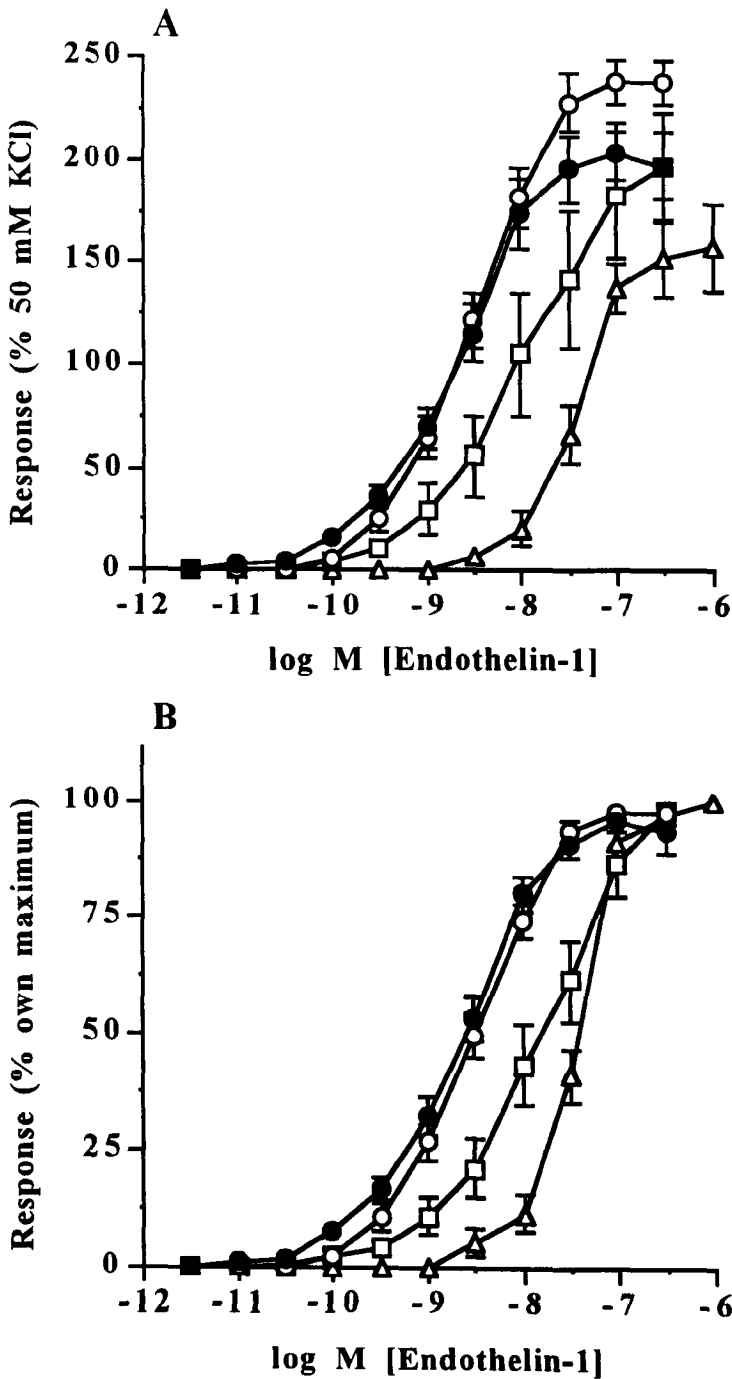 A
Response (% 50 mM KCl)
250
200
150
100
50
0
-12 -11 -10 -9 -8 -7 -6
log M [Endothelin-1]
B
Response (% own maximum)
100
75
50
25
0
-12 -11 -10 -9 -8 -7 -6
log M [Endothelin-1]